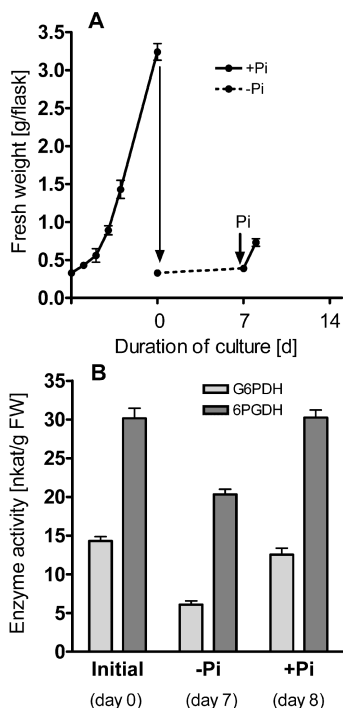 A
Fresh weight [g/flask]
3.5
3.0
2.5
2.0
1.5
1.0
0.5
0.0
+Pi
-Pi
Pi
0 7 14
Duration of culture [d]
B
Enzyme activity [nkat/g FW]
35
30
25
20
15
10
5
0
G6PDH
6PGDH
Initial -Pi +Pi
(day 0) (day 7) (day 8)